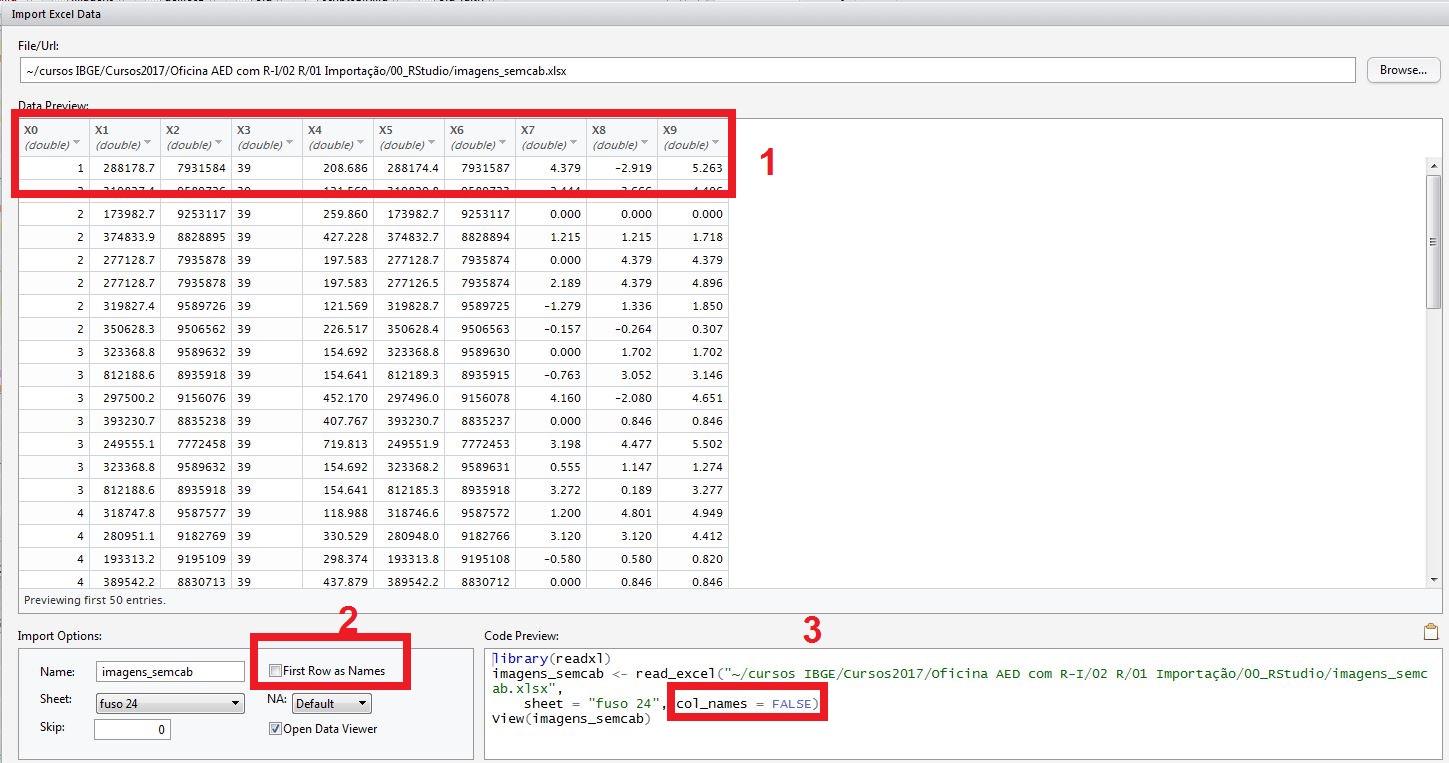 Import Excel Data
File/Url:
~/cursos IBGE/Cursos2017/Oficina AED com R-I/02 R/01 Importação/00_RStudio/imagens_semcab.xlsx
Browse...
Data Preview:
X0 X1 X2 X3 X4 X5 X6 X7 X8 X9
(double) (double) (double) (double) (double) (double) (double) (double) (double) (double)
1 288178.7 7931584 39 208.686 288174.4 7931587 4.379 -2.919 5.263
1
2 173982.7 9253117 39 259.860 173982.7 9253117 0.000 0.000 0.000
2 374833.9 8828895 39 427.228 374832.7 8828894 1.215 1.215 1.718
2 277128.7 7935878 39 197.583 277128.7 7935874 0.000 4.379 4.379
2 277128.7 7935878 39 197.583 277126.5 7935874 2.189 4.379 4.896
2 319827.4 9589726 39 121.569 319828.7 9589725 -1.279 1.336 1.850
2 350628.3 9506562 39 226.517 350628.4 9506563 -0.157 -0.264 0.307
3 323368.8 9589632 39 154.692 323368.8 9589630 0.000 1.702 1.702
3 812188.6 8935918 39 154.641 812189.3 8935915 -0.763 3.052 3.146
3 297500.2 9156076 39 452.170 297496.0 9156078 4.160 -2.080 4.651
3 393230.7 8835238 39 407.767 393230.7 8835237 0.000 0.846 0.846
3 249555.1 7772458 39 719.813 249551.9 7772453 3.198 4.477 5.502
3 323368.8 9589632 39 154.692 323368.2 9589631 0.555 1.147 1.274
3 812188.6 8935918 39 154.641 812185.3 8935918 3.272 0.189 3.277
4 318747.8 9587577 39 118.988 318746.6 9587572 1.200 4.801 4.949
4 280951.1 9182769 39 330.529 280948.0 9182766 3.120 3.120 4.412
4 193313.2 9195109 39 298.374 193313.8 9195108 -0.580 0.580 0.820
4 389542.2 8830713 39 437.879 389542.2 8830712 0.000 0.846 0.846
Previewing first 50 entries.
2
3
Import Options:
Name: imagens_semcab
First Row as Names
Sheet: fuso 24
NA: Default
Skip: 0
Open Data Viewer
Code Preview:
library(readxl)
imagens_semcab <- read_excel("~/cursos IBGE/Cursos2017/Oficina AED com R-I/02 R/01 Importação/00_RStudio/imagens_semc
ab.xlsx",
sheet = "fuso 24", col_names = FALSE)
View(imagens_semcab)